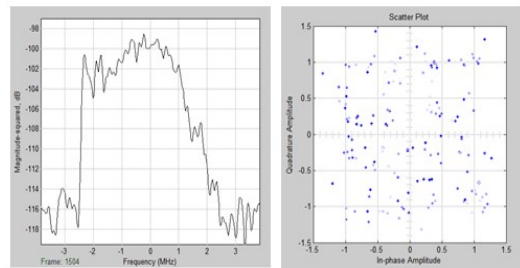 -98
-100
-102
-104
-106
-108
-110
-112
-114
-116
-118
Magnitude-squared, dB
-3 -2 -1 0 1 2 3
Frame: 1504 Frequency (MHz)
Scatter Plot
1.5
1
0.5
0
-0.5
-1
-1.5
Quadrature Amplitude
-1.5 -1 -0.5 0 0.5 1 1.5
In-phase Amplitude